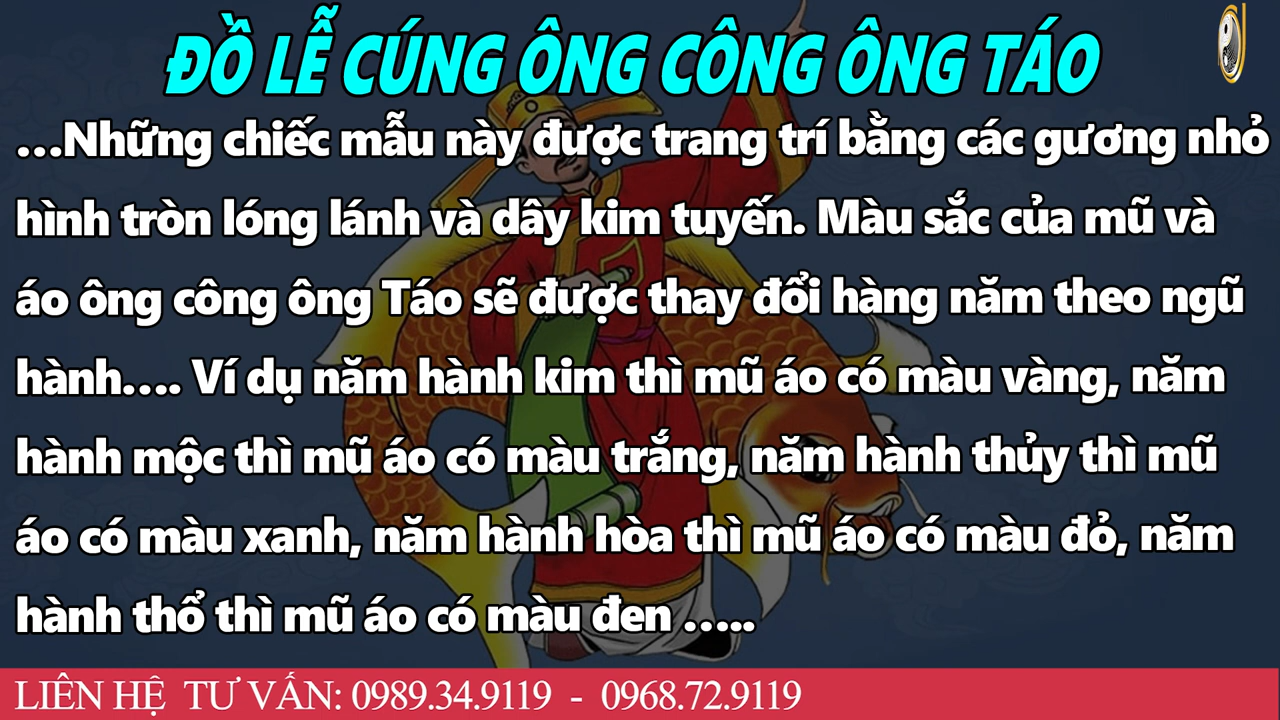 ĐỒ LỄ CÚNG ÔNG CÔNG ÔNG TÁO
...Những chiếc mẫu này được trang trí bằng các gương nhỏ
hình tròn lóng lánh và dây kim tuyến. Màu sắc của mũ và
áo ông công ông Táo sẽ được thay đổi hàng năm theo ngũ
hành.... Ví dụ năm hành kim thì mũ áo có màu vàng, năm
hành mộc thì mũ áo có màu trắng, năm hành thủy thì mũ
áo có màu xanh, năm hành hòa thì mũ áo có màu đỏ, năm
hành thổ thì mũ áo có màu đen .....
LIÊN HỆ TƯ VẤN: 0989.34.9119 - 0968.72.9119